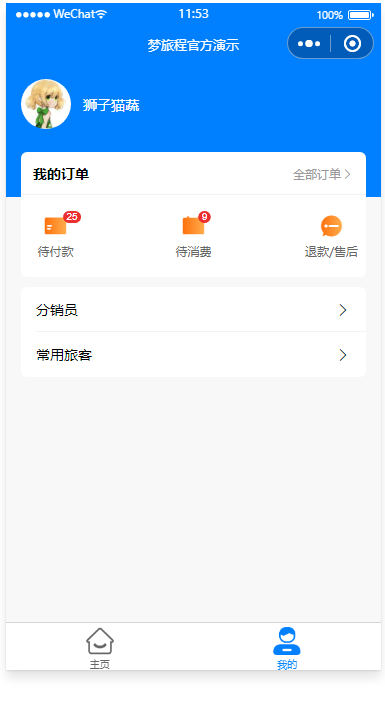 WeChat 11:53 100%
梦旅程官方演示
狮子猫蔬
我的订单 全部订单
25 9
待付款 待消费 退款/售后
分销员
常用旅客
主页 我的